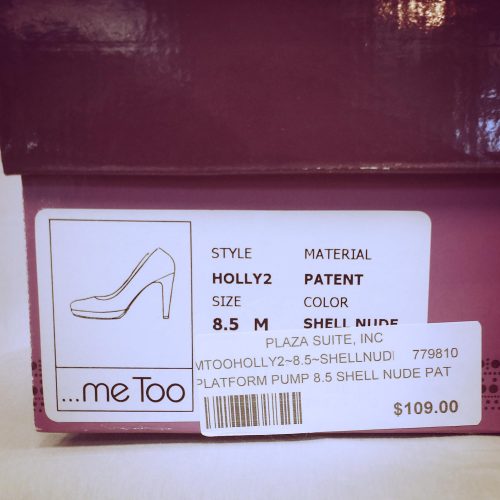 STYLE MATERIAL
HOLLY2 PATENT
SIZE COLOR
8.5 M SHELL NUDE
...me Too
PLAZA SUITE, INC
MTOOHOLLY2~8.5~SHELLNUDI 779810
PLATFORM PUMP 8.5 SHELL NUDE PAT
$109.00